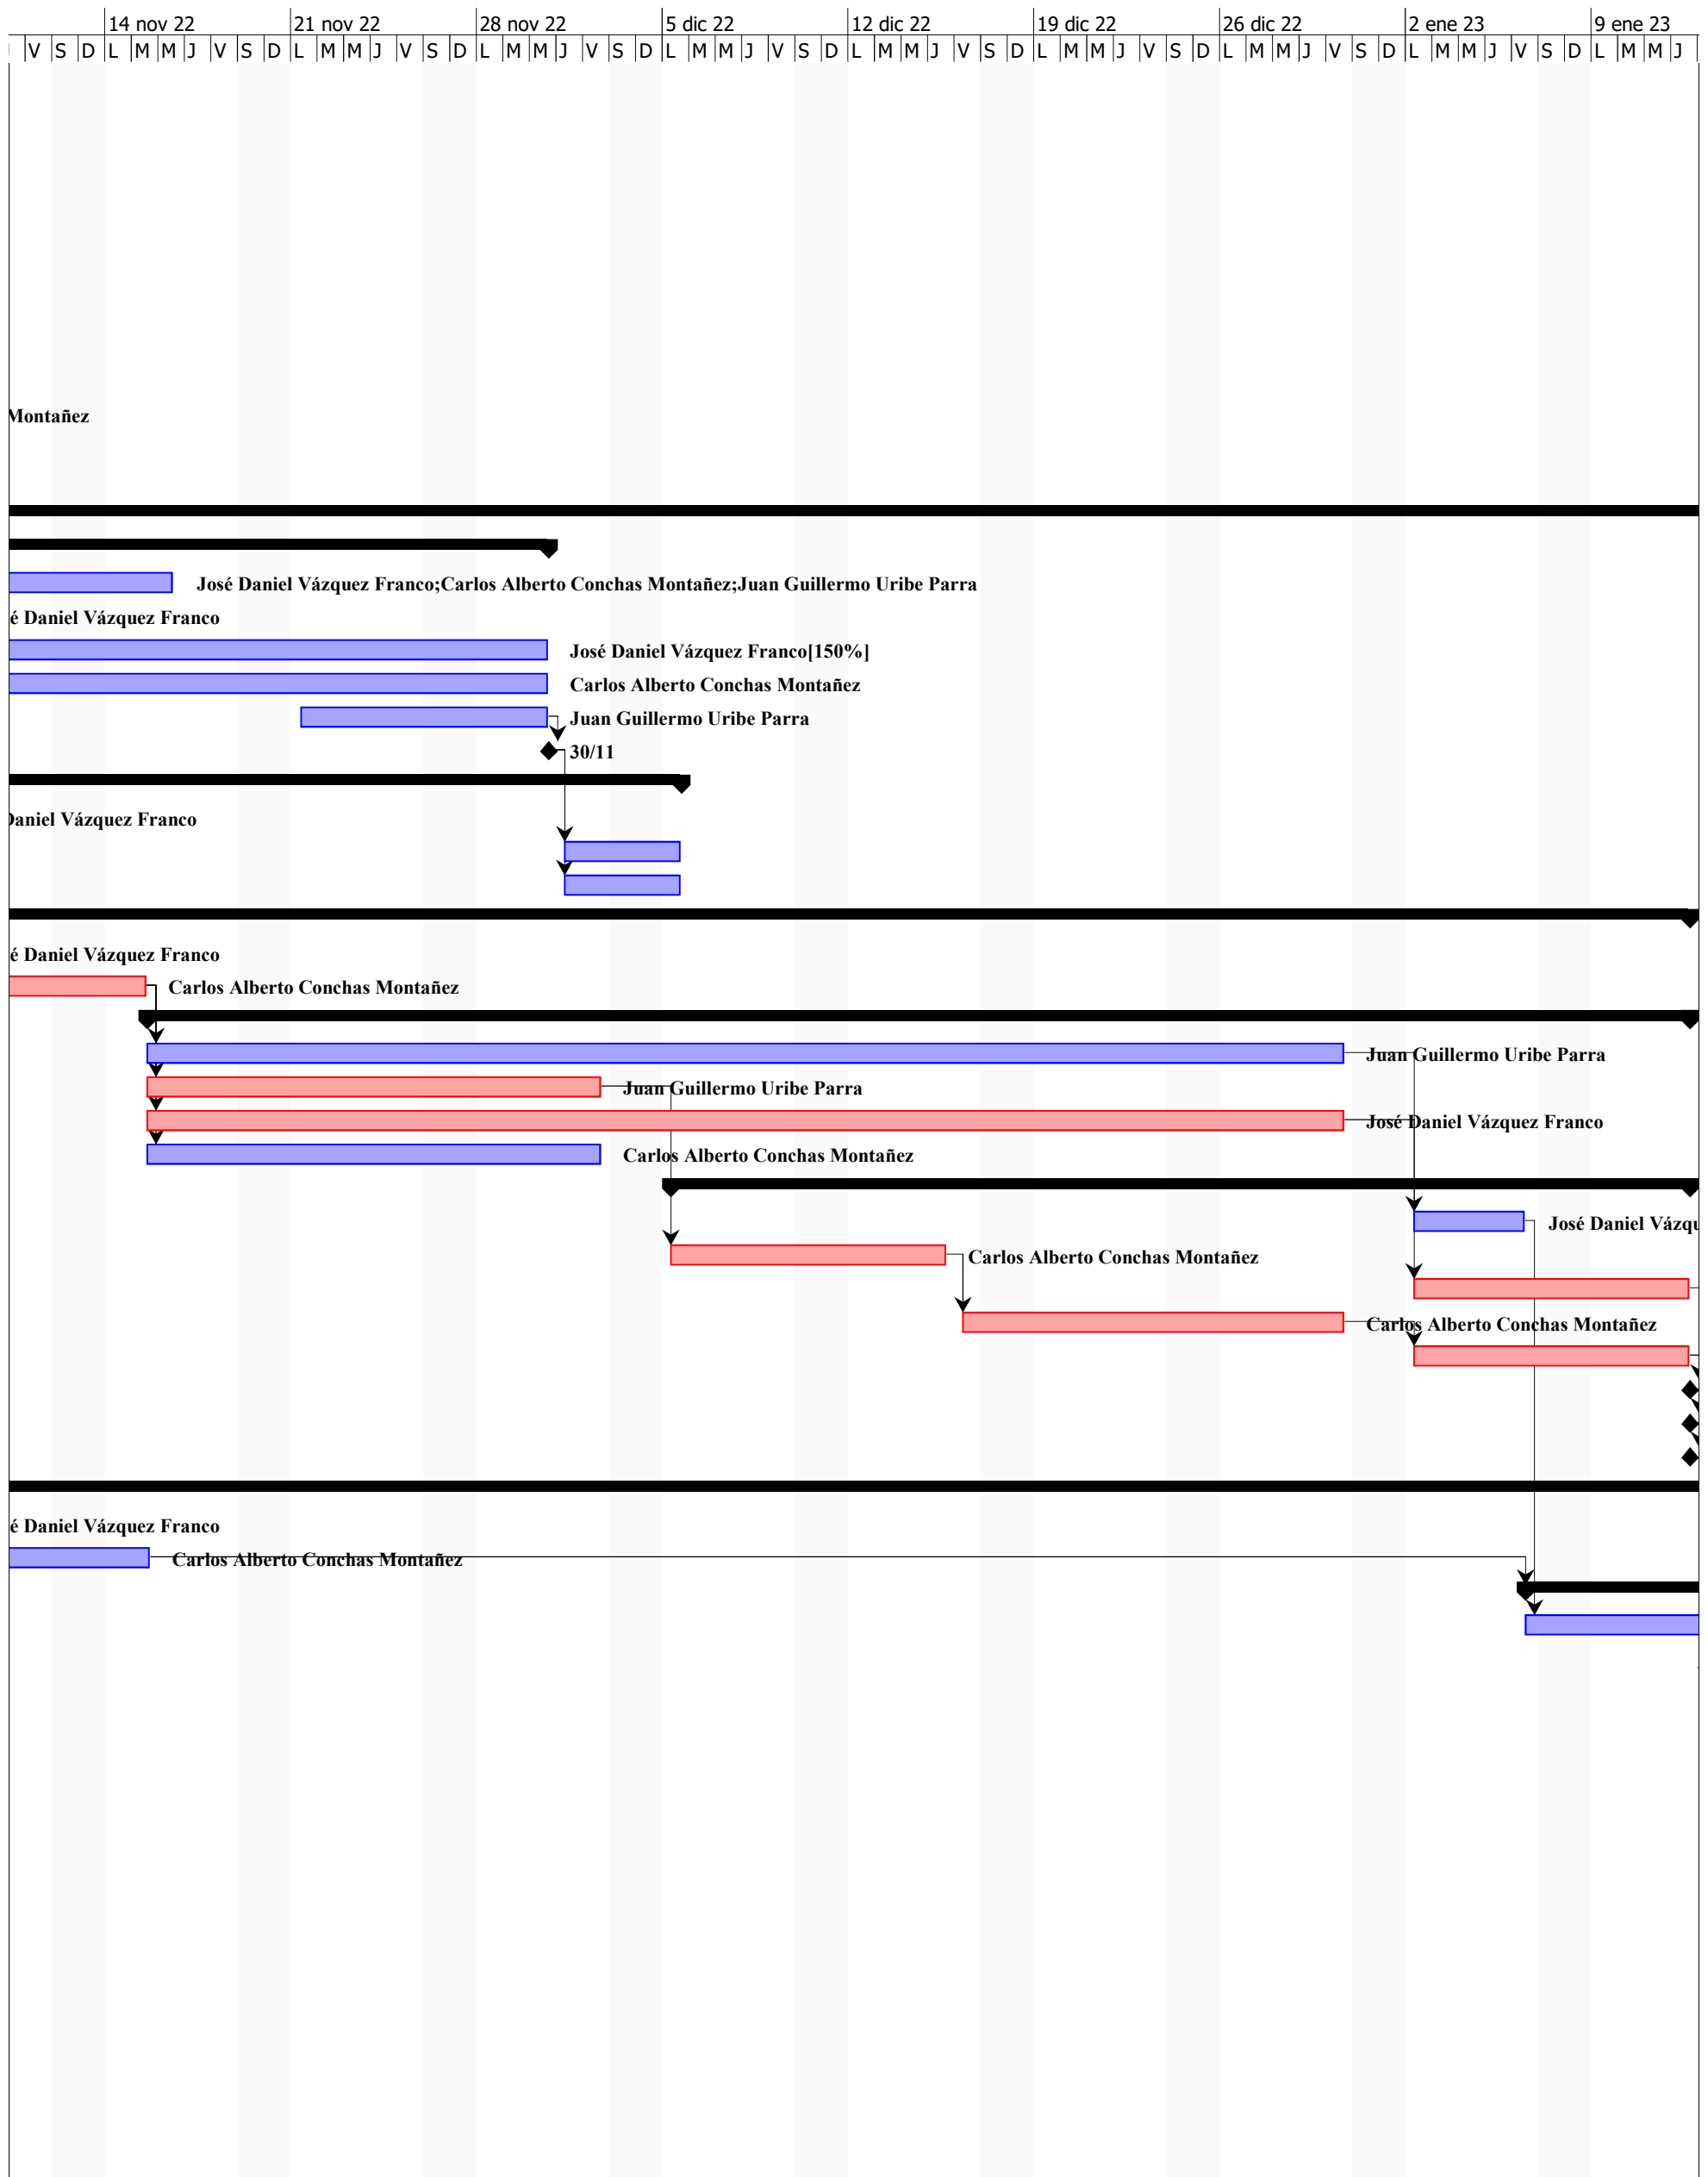 14 nov 22 21 nov 22 28 nov 22 5 dic 22 12 dic 22 19 dic 22 26 dic 22 2 ene 23 9 ene 23
V S D L M M J V S D L M M J V S D L M M J V S D L M M J V S D L M M J V S D L M M J V S D L M M J V S D L M M J V S D L M M J
Montañez
José Daniel Vázquez Franco;Carlos Alberto Conchas Montañez;Juan Guillermo Uribe Parra
é Daniel Vázquez Franco
José Daniel Vázquez Franco[150%]
Carlos Alberto Conchas Montañez
Juan Guillermo Uribe Parra
30/11
Daniel Vázquez Franco
é Daniel Vázquez Franco
Carlos Alberto Conchas Montañez
Juan Guillermo Uribe Parra
Juan Guillermo Uribe Parra
José Daniel Vázquez Franco
Carlos Alberto Conchas Montañez
José Daniel Vázqu
Carlos Alberto Conchas Montañez
Carlos Alberto Conchas Montañez
é Daniel Vázquez Franco
Carlos Alberto Conchas Montañez